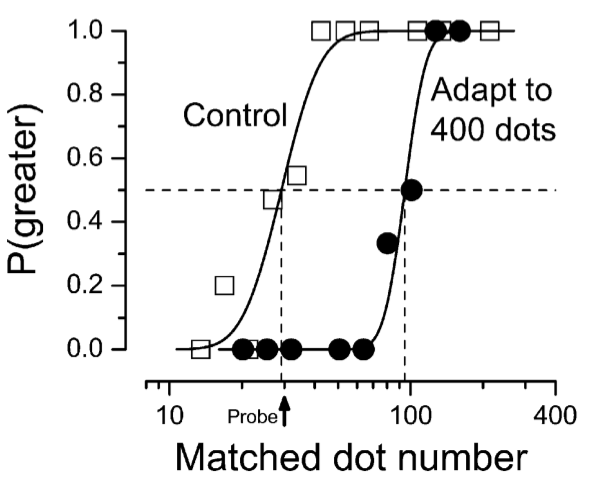 P(greater)
1.0
0.8
0.6
0.4
0.2
0.0
Control
Adapt to
400 dots
10
Probe
100
400
Matched dot number